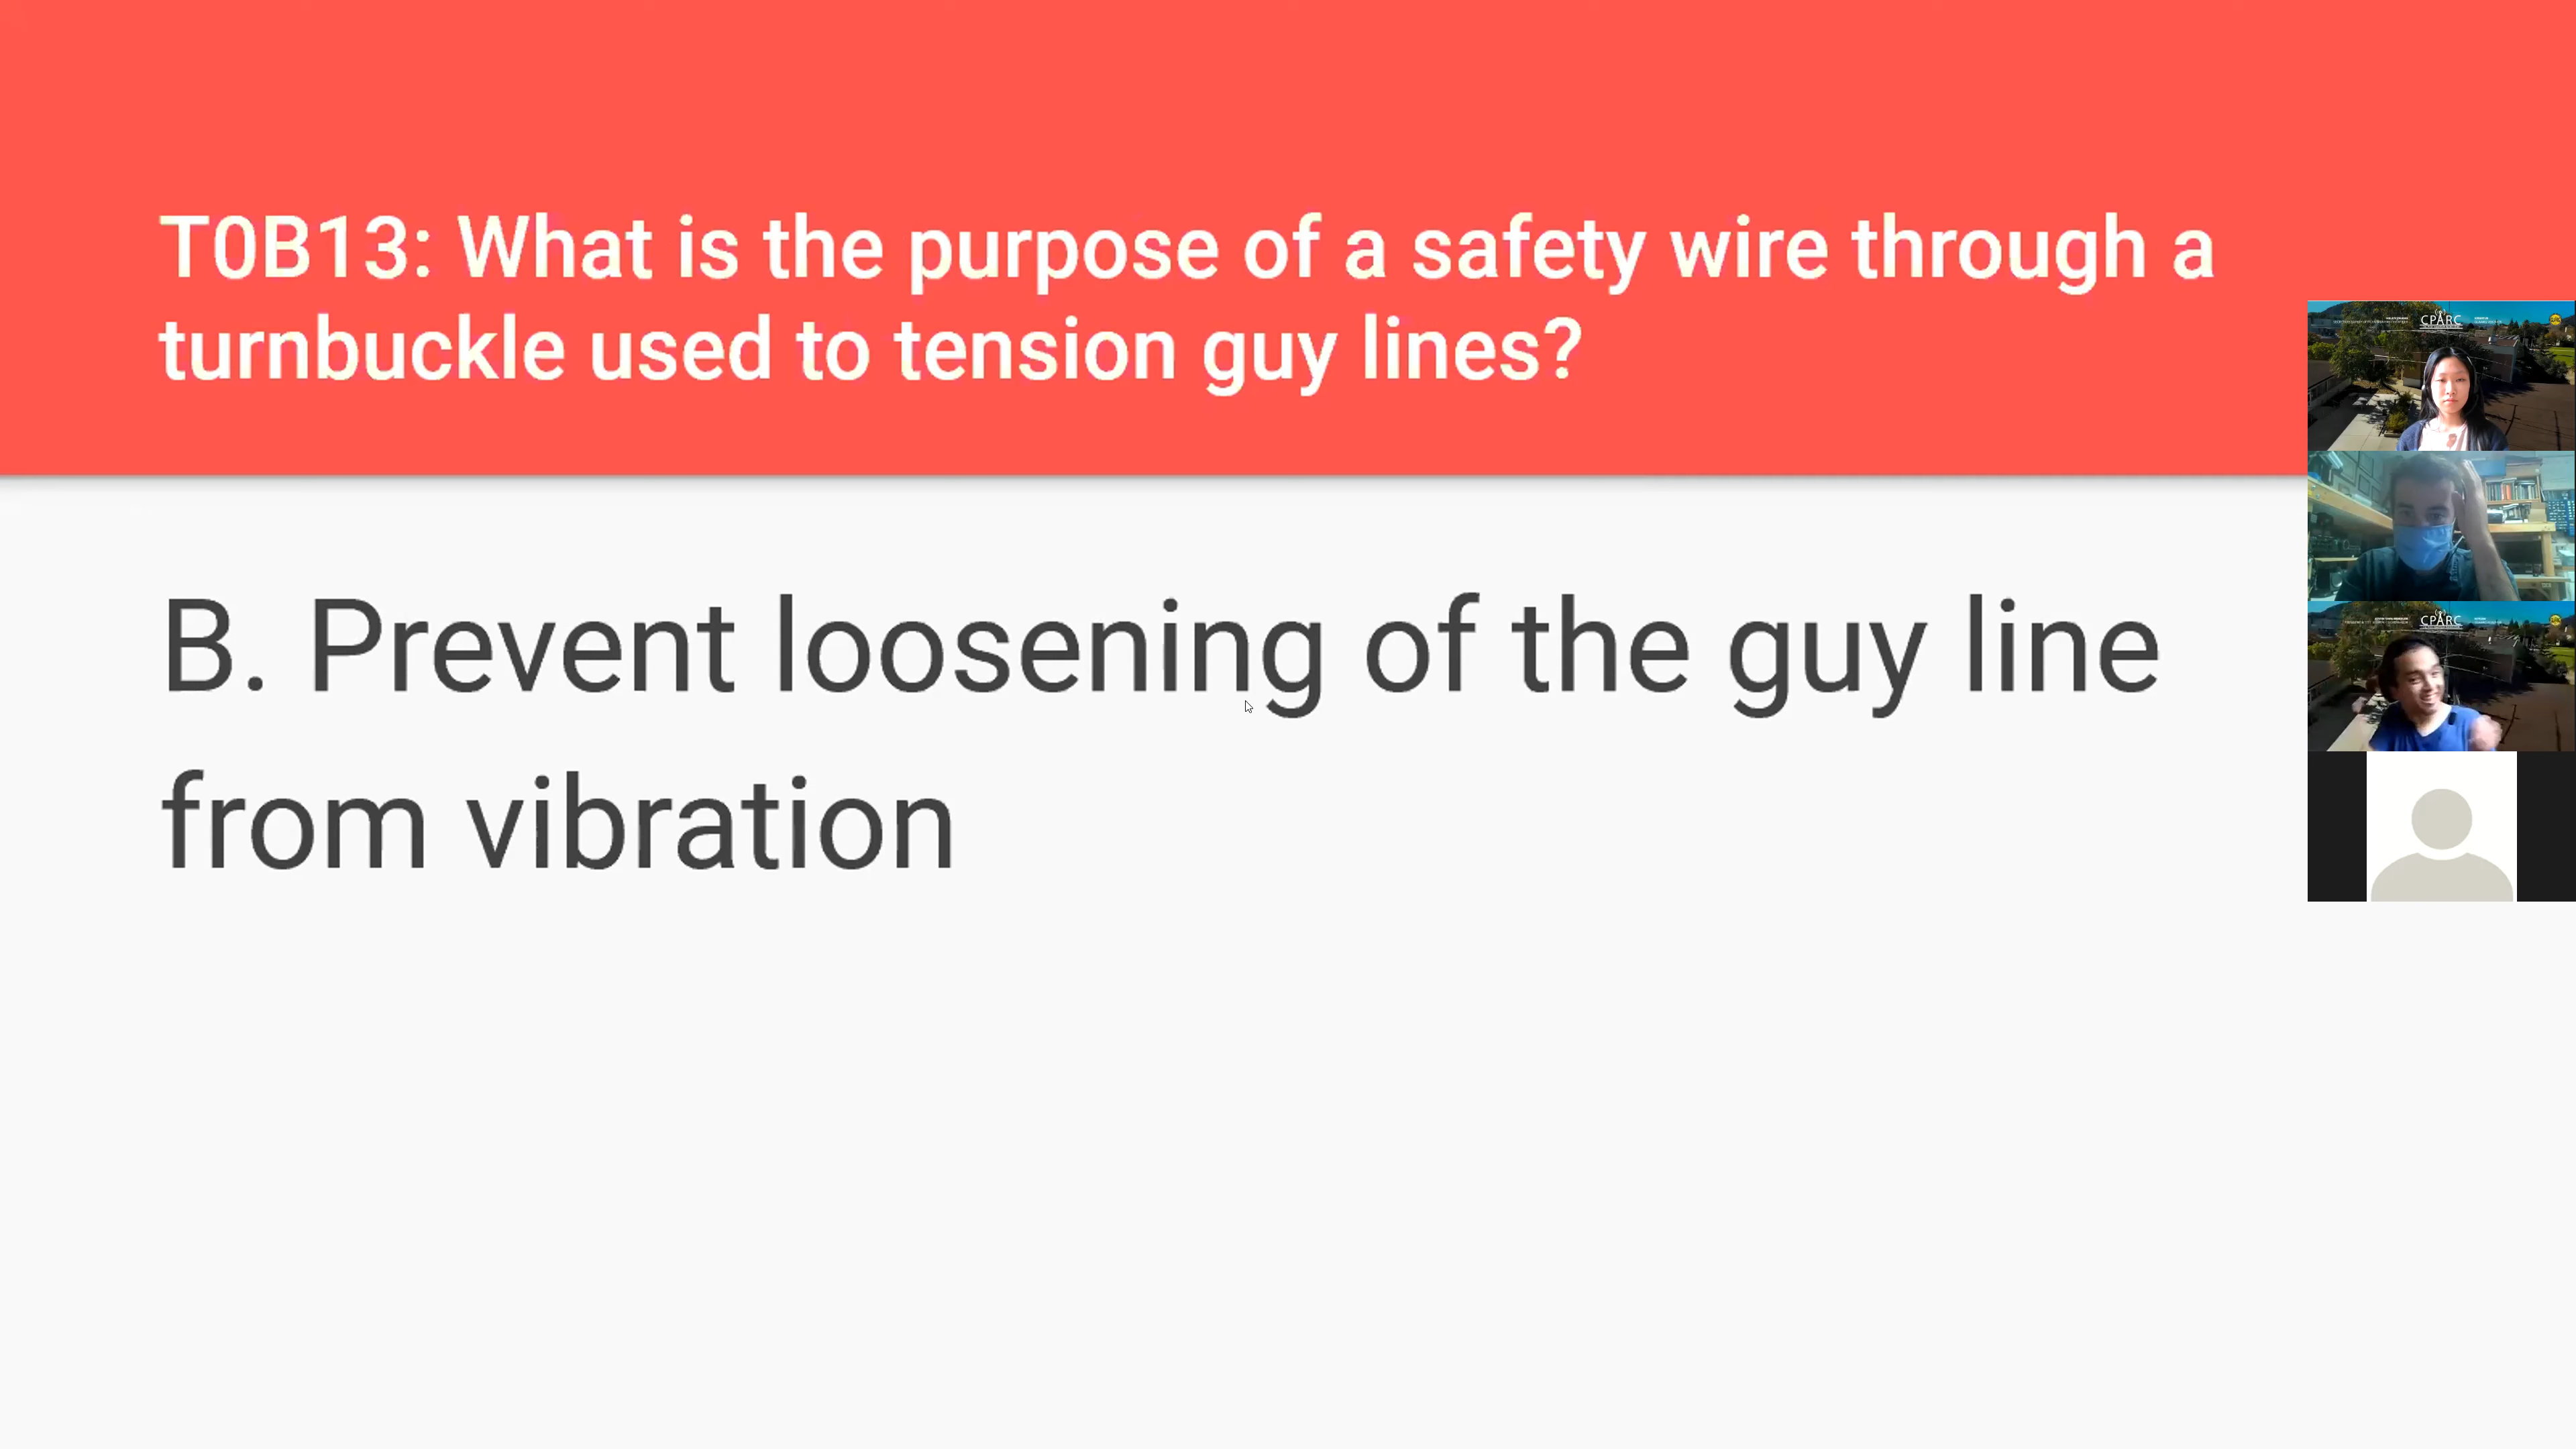 T0B13: What is the purpose of a safety wire through a
turnbuckle used to tension guy lines?
B. Prevent loosening of the guy line
from vibration
CPARC
CPARC